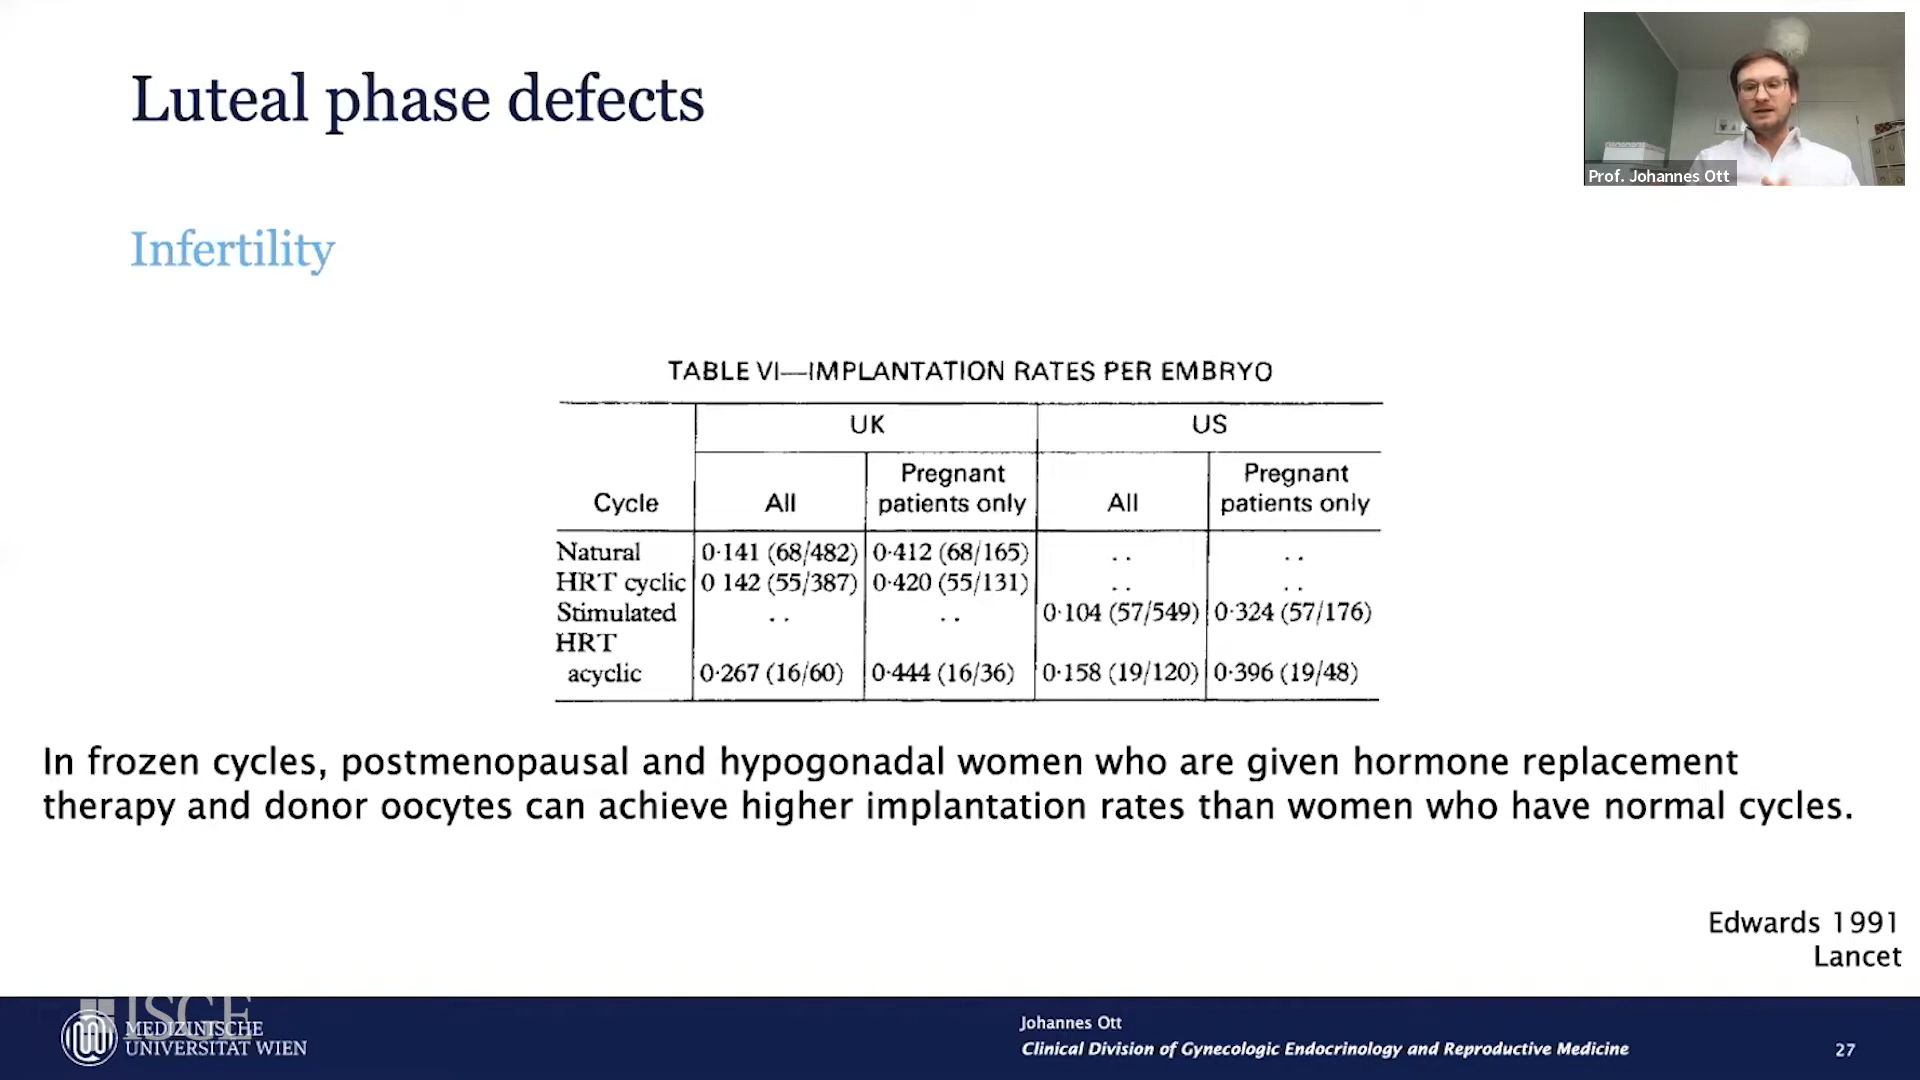 Luteal phase defects
Prof. Johannes Ott
Infertility
TABLE VI—IMPLANTATION RATES PER EMBRYO
UK US
Cycle All Pregnant patients only All Pregnant patients only
Natural 0·141 (68/482) 0·412 (68/165) . . . .
HRT cyclic 0 142 (55/387) 0·420 (55/131) . . . .
Stimulated . . . . 0·104 (57/549) 0·324 (57/176)
HRT
acyclic 0·267 (16/60) 0·444 (16/36) 0·158 (19/120) 0·396 (19/48)
In frozen cycles, postmenopausal and hypogonadal women who are given hormone replacement
therapy and donor oocytes can achieve higher implantation rates than women who have normal cycles.
Edwards 1991
Lancet
ISGE
MEDIZINISCHE
UNIVERSITÄT WIEN
Johannes Ott
Clinical Division of Gynecologic Endocrinology and Reproductive Medicine
27